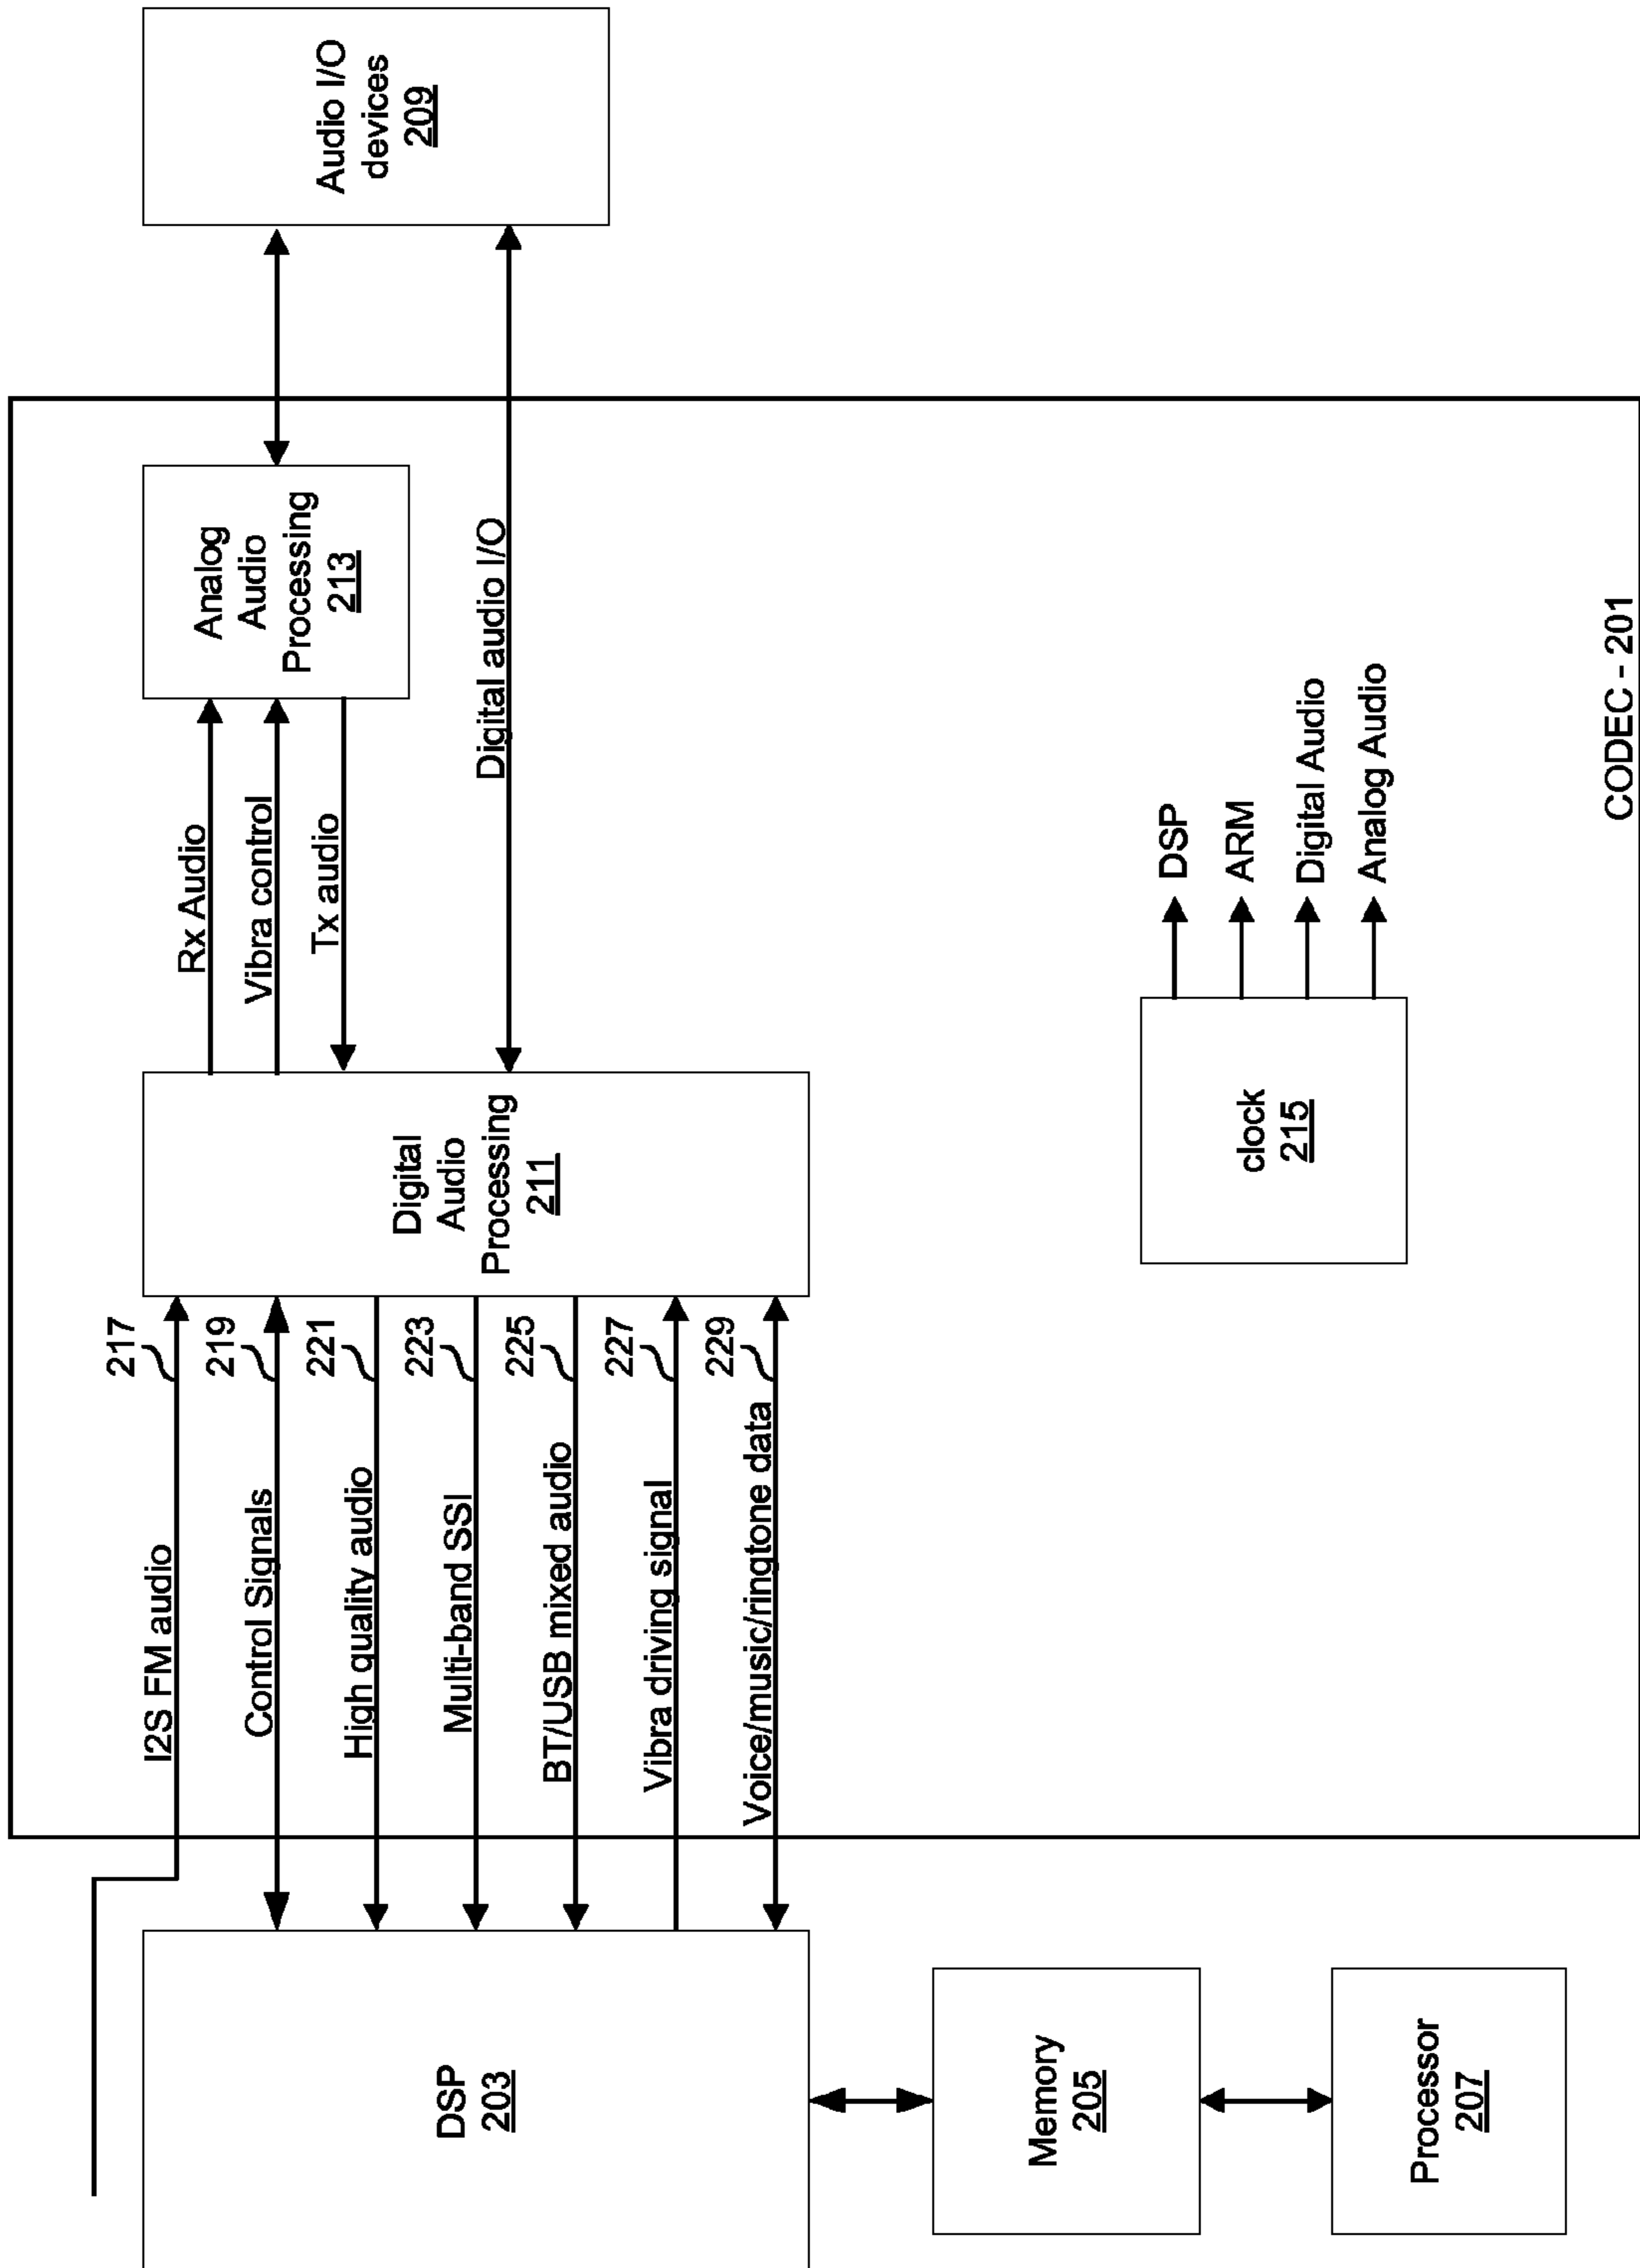 DSP
203
Memory
205
Processor
207
I2S FM audio
217
Control Signals
219
High quality audio
221
Multi-band SSI
223
BT/USB mixed audio
225
Vibra driving signal
227
Voice/music/ringtone data
229
Digital
Audio
Processing
211
Rx Audio
Vibra control
Tx audio
Digital audio I/O
Analog
Audio
Processing
213
Audio I/O
devices
209
clock
215
DSP
ARM
Digital Audio
Analog Audio
CODEC - 201